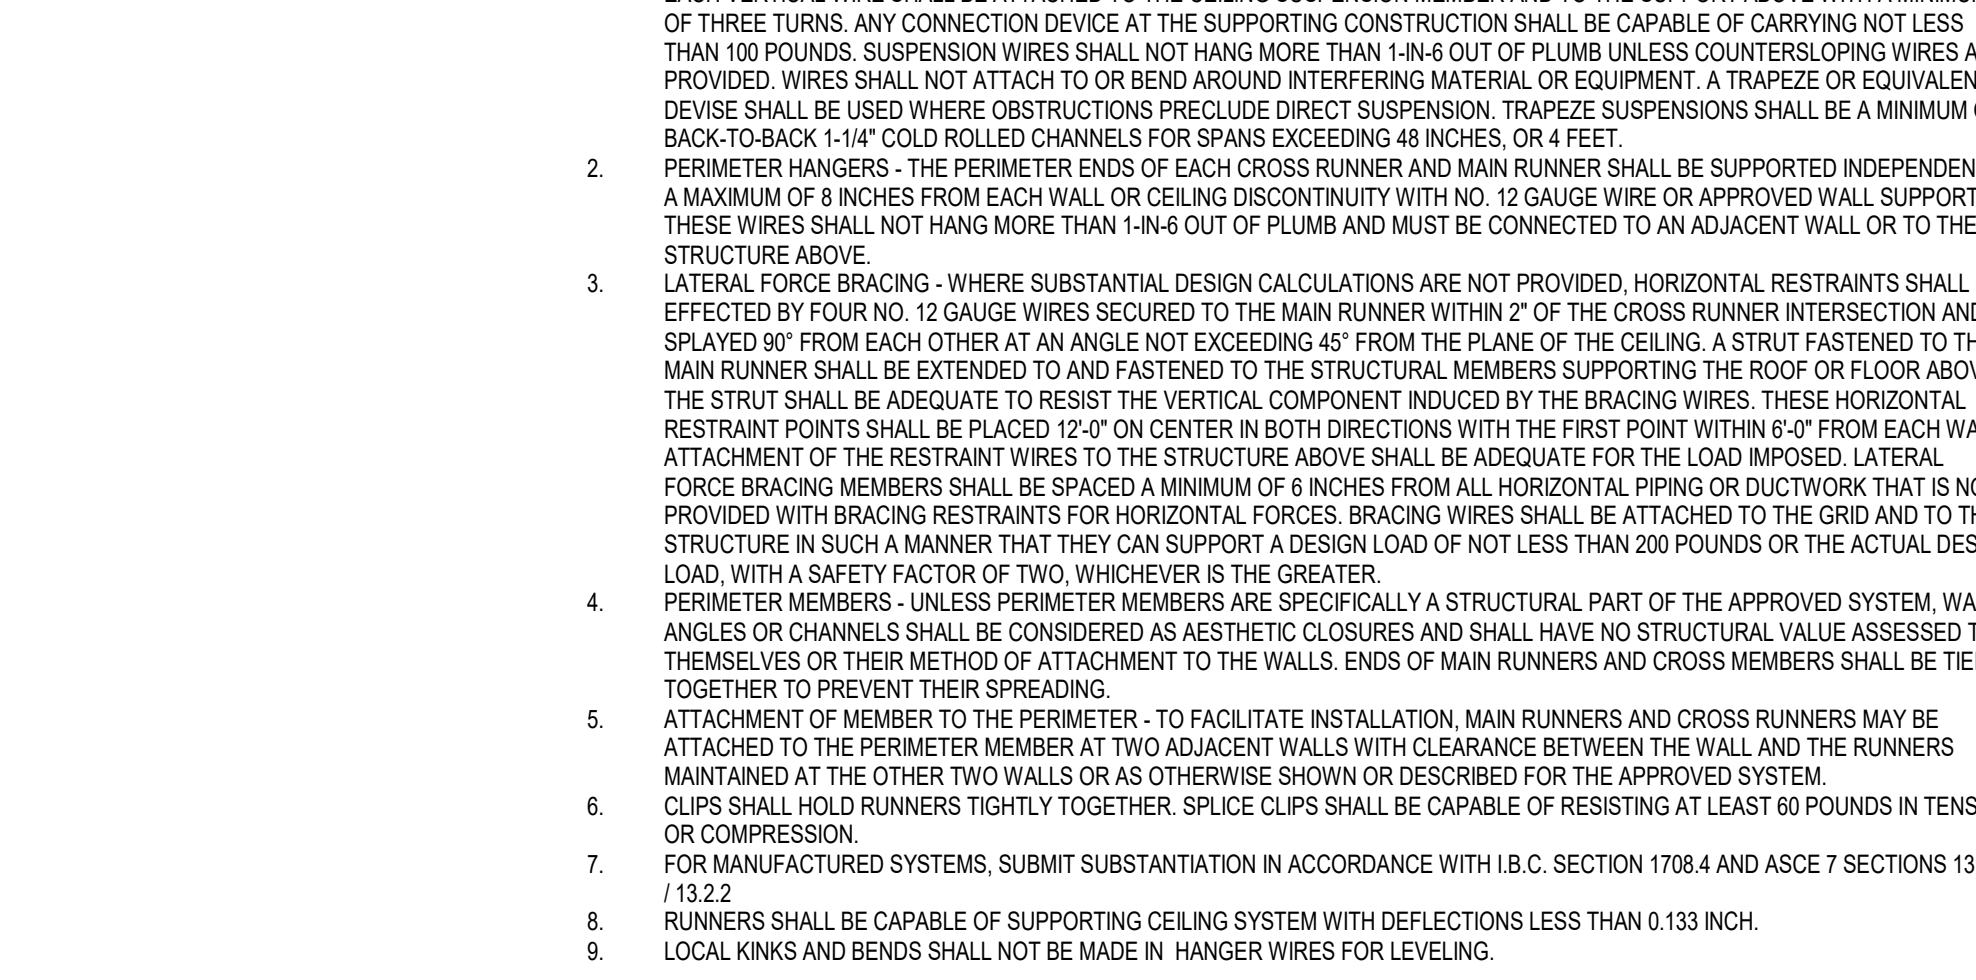 EACH VERTICAL WIRE SHALL BE ATTACHED TO THE CEILING SUSPENSION MEMBER AND TO THE SUPPORT ABOVE WITH A MINIMUM
OF THREE TURNS. ANY CONNECTION DEVICE AT THE SUPPORTING CONSTRUCTION SHALL BE CAPABLE OF CARRYING NOT LESS
THAN 100 POUNDS. SUSPENSION WIRES SHALL NOT HANG MORE THAN 1-IN-6 OUT OF PLUMB UNLESS COUNTERSLOPING WIRES
PROVIDED. WIRES SHALL NOT ATTACH TO OR BEND AROUND INTERFERING MATERIAL OR EQUIPMENT. A TRAPEZE OR
DEVISE SHALL BE USED WHERE OBSTRUCTIONS PRECLUDE DIRECT SUSPENSION. TRAPEZE SUSPENSIONS SHALL BE A MINIMUM
BACK-TO-BACK 1-1/4" COLD ROLLED CHANNELS FOR SPANS EXCEEDING 48 INCHES, OR 4 FEET.
2. PERIMETER HANGERS - THE PERIMETER ENDS OF EACH CROSS RUNNER AND MAIN RUNNER SHALL BE SUPPORTED
A MAXIMUM OF 8 INCHES FROM EACH WALL OR CEILING DISCONTINUITY WITH NO. 12 GAUGE WIRE OR APPROVED WALL SUPPORT
THESE WIRES SHALL NOT HANG MORE THAN 1-IN-6 OUT OF PLUMB AND MUST BE CONNECTED TO AN ADJACENT WALL OR TO THE
STRUCTURE ABOVE.
3. LATERAL FORCE BRACING - WHERE SUBSTANTIAL DESIGN CALCULATIONS ARE NOT PROVIDED, HORIZONTAL RESTRAINTS SHALL
EFFECTED BY FOUR NO. 12 GAUGE WIRES SECURED TO THE MAIN RUNNER WITHIN 2" OF THE CROSS RUNNER INTERSECTION AND
SPLAYED 90° FROM EACH OTHER AT AN ANGLE NOT EXCEEDING 45° FROM THE PLANE OF THE CEILING. A STRUT FASTENED TO
MAIN RUNNER SHALL BE EXTENDED TO AND FASTENED TO THE STRUCTURAL MEMBERS SUPPORTING THE ROOF OR FLOOR
THE STRUT SHALL BE ADEQUATE TO RESIST THE VERTICAL COMPONENT INDUCED BY THE BRACING WIRES. THESE HORIZONTAL
RESTRAINT POINTS SHALL BE PLACED 12'-0" ON CENTER IN BOTH DIRECTIONS WITH THE FIRST POINT WITHIN 6'-0" FROM EACH
ATTACHMENT OF THE RESTRAINT WIRES TO THE STRUCTURE ABOVE SHALL BE ADEQUATE FOR THE LOAD IMPOSED. LATERAL
FORCE BRACING MEMBERS SHALL BE SPACED A MINIMUM OF 6 INCHES FROM ALL HORIZONTAL PIPING OR DUCTWORK THAT IS
PROVIDED WITH BRACING RESTRAINTS FOR HORIZONTAL FORCES. BRACING WIRES SHALL BE ATTACHED TO THE GRID AND TO
STRUCTURE IN SUCH A MANNER THAT THEY CAN SUPPORT A DESIGN LOAD OF NOT LESS THAN 200 POUNDS OR THE ACTUAL
LOAD, WITH A SAFETY FACTOR OF TWO, WHICHEVER IS THE GREATER.
4. PERIMETER MEMBERS - UNLESS PERIMETER MEMBERS ARE SPECIFICALLY A STRUCTURAL PART OF THE APPROVED SYSTEM,
ANGLES OR CHANNELS SHALL BE CONSIDERED AS AESTHETIC CLOSURES AND SHALL HAVE NO STRUCTURAL VALUE ASSESSED
THEMSELVES OR THEIR METHOD OF ATTACHMENT TO THE WALLS. ENDS OF MAIN RUNNERS AND CROSS MEMBERS SHALL BE
TOGETHER TO PREVENT THEIR SPREADING.
5. ATTACHMENT OF MEMBER TO THE PERIMETER - TO FACILITATE INSTALLATION, MAIN RUNNERS AND CROSS RUNNERS MAY BE
ATTACHED TO THE PERIMETER MEMBER AT TWO ADJACENT WALLS WITH CLEARANCE BETWEEN THE WALL AND THE RUNNERS
MAINTAINED AT THE OTHER TWO WALLS OR AS OTHERWISE SHOWN OR DESCRIBED FOR THE APPROVED SYSTEM.
6. CLIPS SHALL HOLD RUNNERS TIGHTLY TOGETHER. SPLICE CLIPS SHALL BE CAPABLE OF RESISTING AT LEAST 60 POUNDS IN
OR COMPRESSION.
7. FOR MANUFACTURED SYSTEMS, SUBMIT SUBSTANTIATION IN ACCORDANCE WITH I.B.C. SECTION 1708.4 AND ASCE 7 SECTIONS 13
/ 13.2.2
8. RUNNERS SHALL BE CAPABLE OF SUPPORTING CEILING SYSTEM WITH DEFLECTIONS LESS THAN 0.133 INCH.
9. LOCAL KINKS AND BENDS SHALL NOT BE MADE IN HANGER WIRES FOR LEVELING.